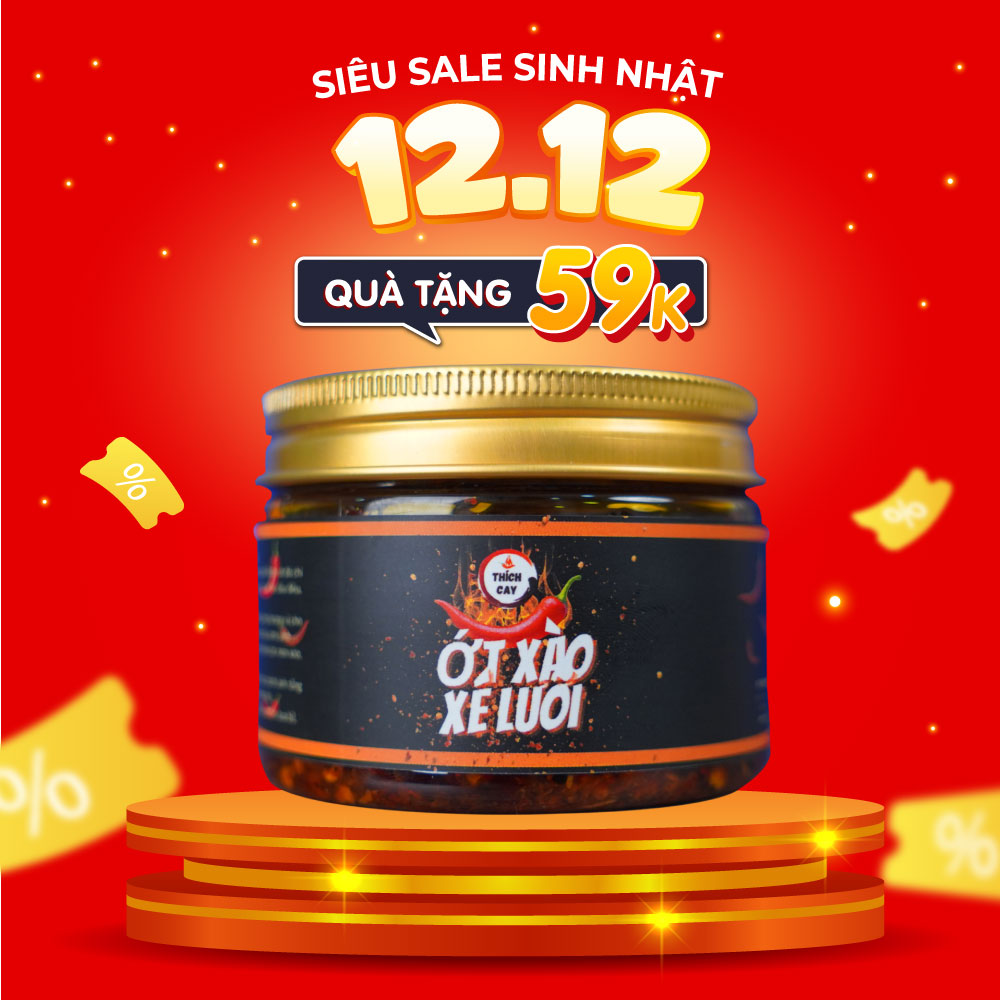 SIÊU SALE SINH NHẬT
12.12
QUÀ TẶNG 59K
%
%
THÍCH
CAY
ỚT XÀO
XÉ LƯỠI
%
%